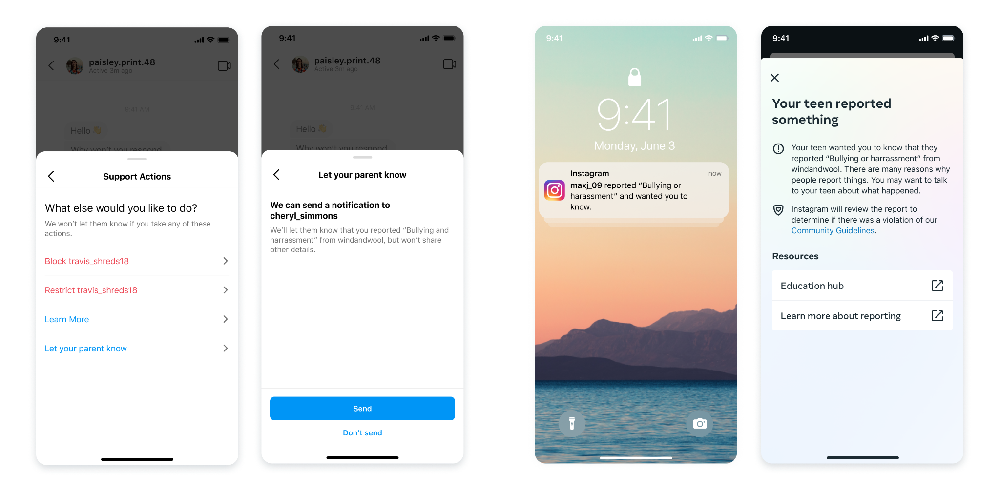 9:41
paisley.print.48
Active 3m ago
9:41 AM
Hello 👋
Why won't you respond
Support Actions
What else would you like to do?
We won't let them know if you take any of these
actions.
Block travis_shreds18
Restrict travis_shreds18
Learn More
Let your parent know
9:41
paisley.print.48
Active 3m ago
9:41 AM
Hello 👋
Why won't you respond
Let your parent know
We can send a notification to
cheryl_simmons
We'll let them know that you reported “Bullying and
harrassment” from windandwool, but won't share
other details.
Send
Don't send
9:41
9:41
Monday, June 3
Instagram
now
maxj_09 reported “Bullying or
harassment” and wanted you to
know.
9:41
Your teen reported
something
Your teen wanted you to know that they
reported “Bullying or harrassment” from
windandwool. There are many reasons why
people report things. You may want to talk
to your teen about what happened.
Instagram will review the report to
determine if there was a violation of our
Community Guidelines.
Resources
Education hub
Learn more about reporting